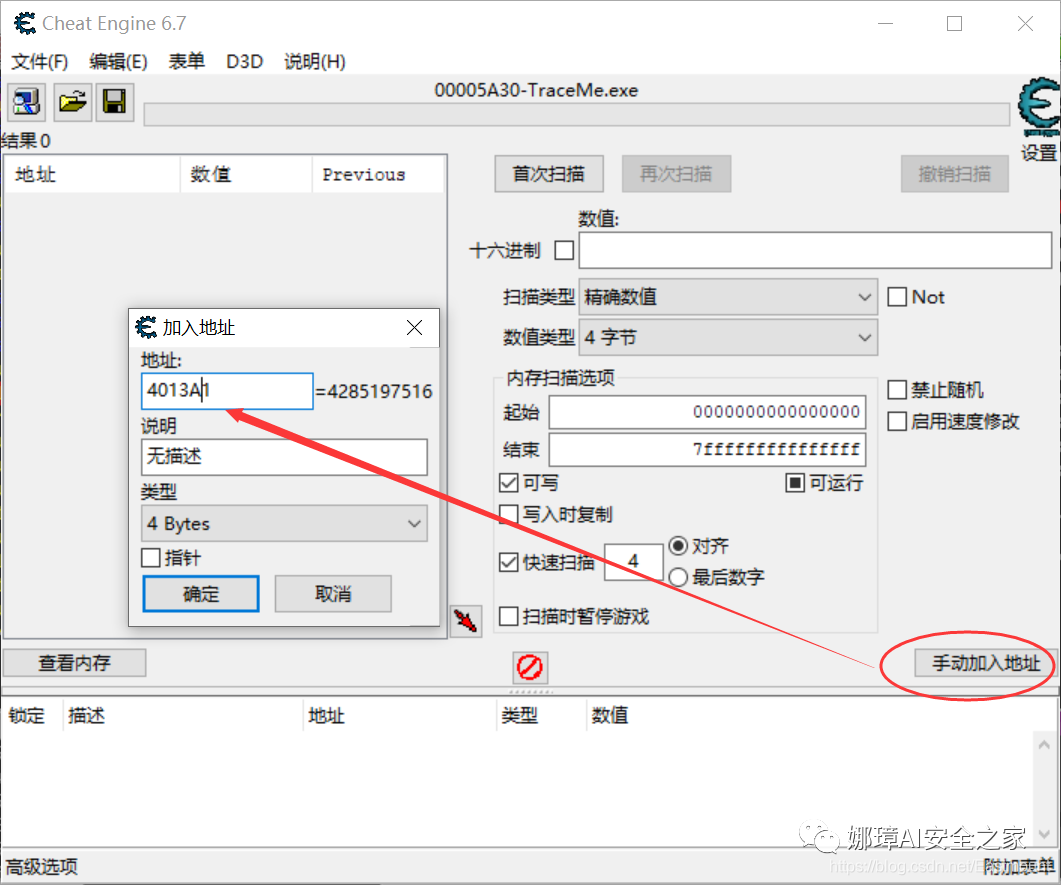 Cheat Engine 6.7
文件(F) 编辑(E) 表单 D3D 说明(H)
00005A30-TraceMe.exe
结果 0
设置
地址 数值 Previous
首次扫描 再次扫描 撤销扫描
数值:
十六进制
扫描类型 精确数值 Not
数值类型 4 字节
加入地址
地址:
4013A1 =4285197516
说明
无描述
类型
4 Bytes
指针
确定 取消
内存扫描选项
起始 0000000000000000
结束 7fffffffffffffff
可写 可运行
写入时复制
快速扫描 4 对齐
最后数字
扫描时暂停游戏
禁止随机
启用速度修改
查看内存 手动加入地址
锁定 描述 地址 类型 数值
娜璋AI安全之家
https://blog.csdn.net/
高级选项 附加表单